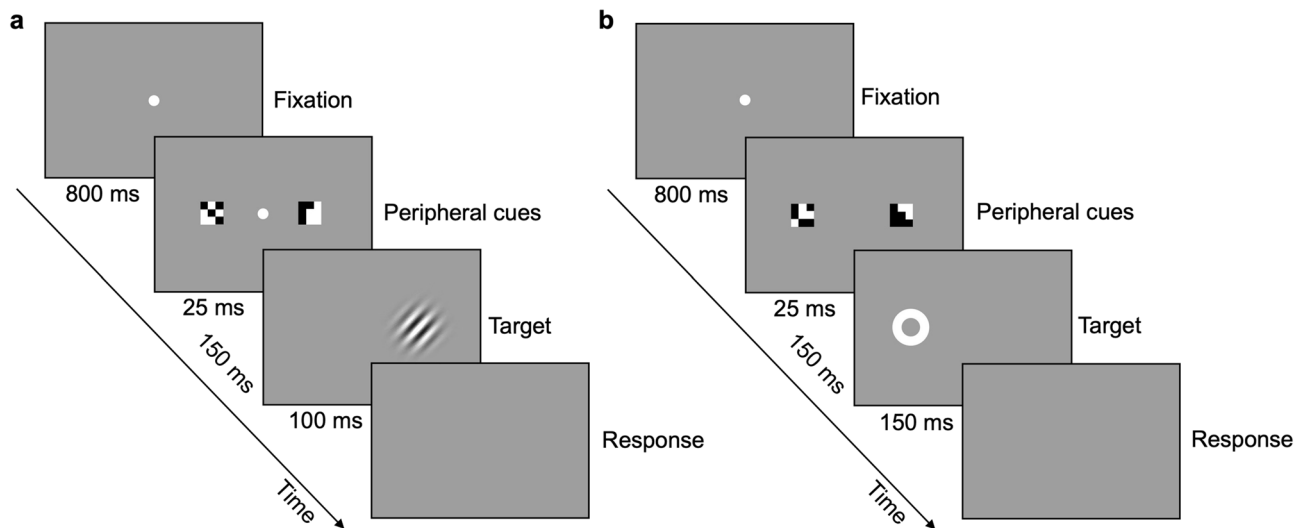 a
Fixation
800 ms
Peripheral cues
25 ms
150 ms
Target
100 ms
Response
Time
b
Fixation
800 ms
Peripheral cues
25 ms
150 ms
Target
150 ms
Response
Time